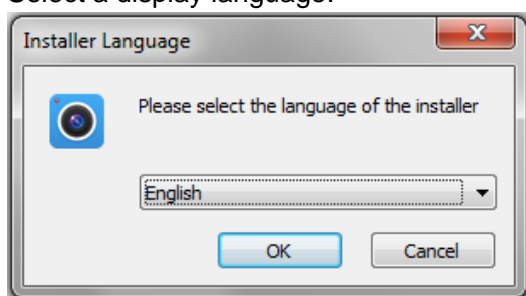 Select a display language.
Installer Language
Please select the language of the installer
English
OK
Cancel